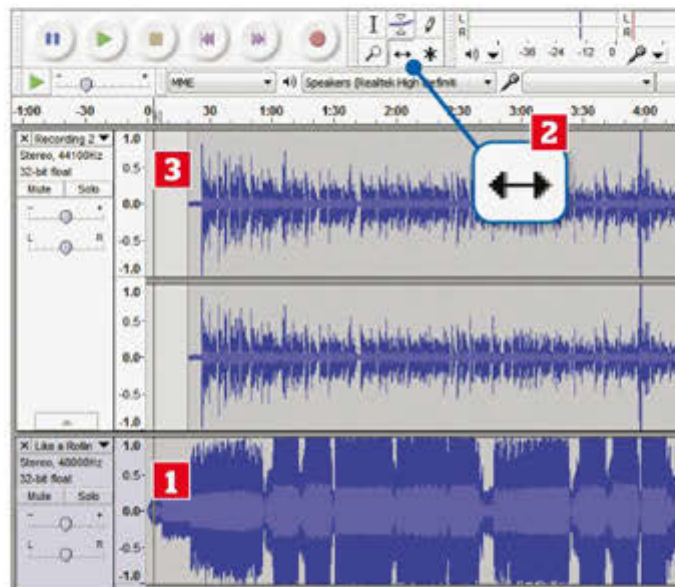 L
R
-36 -24 -12 0
L
R
MME
Speakers (Realtek High Definiti
-1:00 -30 0 30 1:00 1:30 2:00 2:30 3:00 3:30 4:00
2
× Recording 2 ▼
Stereo, 44100Hz
32-bit float
Mute Solo
- +
L R
1.0
0.5
0.0
-0.5
-1.0
3
1.0
0.5
0.0
-0.5
-1.0
× Like a Rollin ▼
Stereo, 48000Hz
32-bit float
Mute Solo
- +
L R
1.0
0.5
0.0
-0.5
-1.0
1